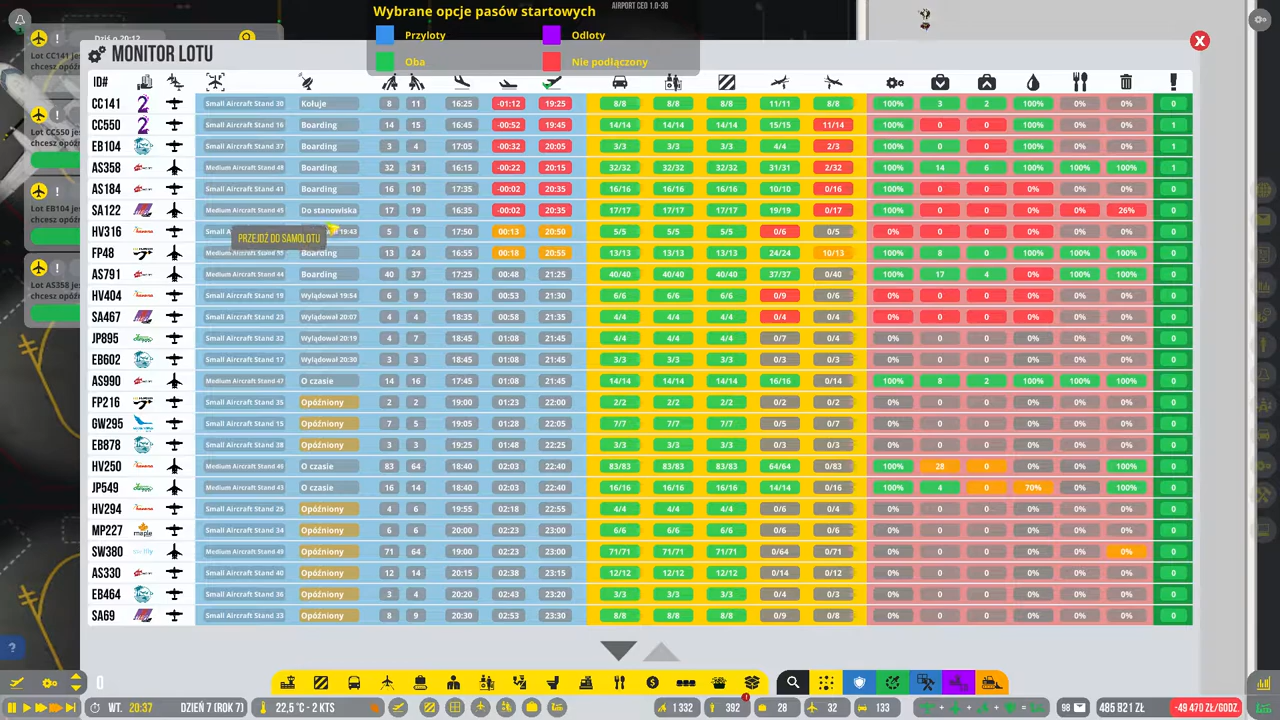 AIRPORT CEO 1.0-36
Wybrane opcje pasów startowych
Przyloty
Odloty
Oba
Nie podłączony
Dziś o 20:12
Lot CC141 jes
chcesz opóź
Lot CC550 jes
chcesz opóźn
Lot EB104 jes
chcesz opóźn
Lot AS358 jes
chcesz opóźn
MONITOR LOTU
ID#
CC141 Small Aircraft Stand 30 Kołuje 8 11 16:25 -01:12 19:25 8/8 8/8 8/8 11/11 8/8 100% 3 2 100% 0% 0% 0
CC550 Small Aircraft Stand 16 Boarding 14 15 16:45 -00:52 19:45 14/14 14/14 14/14 15/15 11/14 100% 0 0 100% 0% 0% 1
EB104 Small Aircraft Stand 37 Boarding 3 4 17:05 -00:32 20:05 3/3 3/3 3/3 4/4 2/3 100% 0 0 100% 0% 0% 1
AS358 Medium Aircraft Stand 48 Boarding 32 31 16:15 -00:22 20:15 32/32 32/32 32/32 31/31 2/32 100% 14 6 100% 100% 100% 1
AS184 Small Aircraft Stand 41 Boarding 16 10 17:35 -00:02 20:35 16/16 16/16 16/16 10/10 0/16 100% 0 0 0% 0% 0% 0
SA122 Medium Aircraft Stand 45 Do stanowiska 17 19 16:35 -00:02 20:35 17/17 17/17 17/17 17/17 0/17 100% 0 0 0% 0% 26% 0
HV316 Small A 19:43 5 6 17:50 00:13 20:50 5/5 5/5 5/5 0/6 0/5 0% 0 0 0% 0% 0% 0
PRZEJDŹ DO SAMOLOTU
FP48 Medium Aircraft Stand Boarding 13 24 16:55 00:18 20:55 13/13 13/13 13/13 24/24 10/13 100% 8 0 100% 100% 100% 0
AS791 Medium Aircraft Stand 44 Boarding 40 37 17:25 00:48 21:25 40/40 40/40 40/40 37/37 0/40 100% 17 4 0% 100% 100% 0
HV404 Small Aircraft Stand 19 Wylądował 19:54 6 9 18:30 00:53 21:30 6/6 6/6 6/6 0/9 0/6 0% 0 0 0% 0% 0% 0
SA467 Small Aircraft Stand 23 Wylądował 20:07 4 4 18:35 00:58 21:35 4/4 4/4 4/4 0/4 0/4 0% 0 0 0% 0% 0% 0
JP895 Small Aircraft Stand 32 Wylądował 20:19 4 7 18:45 01:08 21:45 4/4 4/4 4/4 0/7 0/4 0% 0 0 0% 0% 0% 0
EB602 Small Aircraft Stand 17 Wylądował 20:30 3 3 18:45 01:08 21:45 3/3 3/3 3/3 0/3 0/3 0% 0 0 0% 0% 0% 0
AS990 Medium Aircraft Stand 47 O czasie 14 16 17:45 01:08 21:45 14/14 14/14 14/14 16/16 0/14 100% 8 2 100% 100% 100% 0
FP216 Small Aircraft Stand 35 Opóźniony 2 2 19:00 01:23 22:00 2/2 2/2 2/2 0/2 0/2 0% 0 0 0% 0% 0% 0
GW295 Small Aircraft Stand 15 Opóźniony 7 5 19:05 01:28 22:05 7/7 7/7 7/7 0/5 0/7 0% 0 0 0% 0% 0% 0
EB878 Small Aircraft Stand 38 Opóźniony 3 3 19:25 01:48 22:25 3/3 3/3 3/3 0/3 0/3 0% 0 0 0% 0% 0% 0
HV250 Medium Aircraft Stand 46 O czasie 83 64 18:40 02:03 22:40 83/83 83/83 83/83 64/64 0/83 100% 28 0 0% 0% 100% 0
JP549 Medium Aircraft Stand 43 O czasie 16 14 18:40 02:03 22:40 16/16 16/16 16/16 14/14 0/16 100% 4 0 70% 0% 100% 0
HV294 Small Aircraft Stand 25 Opóźniony 4 6 19:55 02:18 22:55 4/4 4/4 4/4 0/6 0/4 0% 0 0 0% 0% 0% 0
MP227 maple Small Aircraft Stand 34 Opóźniony 6 6 20:00 02:23 23:00 6/6 6/6 6/6 0/6 0/6 0% 0 0 0% 0% 0% 0
SW380 Medium Aircraft Stand 49 Opóźniony 71 64 19:00 02:23 23:00 71/71 71/71 71/71 0/64 0/71 0% 0 0 0% 0% 0% 0
AS330 Small Aircraft Stand 40 Opóźniony 12 14 20:15 02:38 23:15 12/12 12/12 12/12 0/14 0/12 0% 0 0 0% 0% 0% 0
EB464 Small Aircraft Stand 36 Opóźniony 3 4 20:20 02:43 23:20 3/3 3/3 3/3 0/4 0/3 0% 0 0 0% 0% 0% 0
SA69 Small Aircraft Stand 33 Opóźniony 8 9 20:30 02:53 23:30 8/8 8/8 8/8 0/9 0/8 0% 0 0 0% 0% 0% 0
?
0
WT. 20:37 DZIEŃ 7 (ROK 7) 22,5°C - 2 KTS 1 332 392 28 32 133 98 485 821 ZŁ -49 470 ZŁ/GODZ.